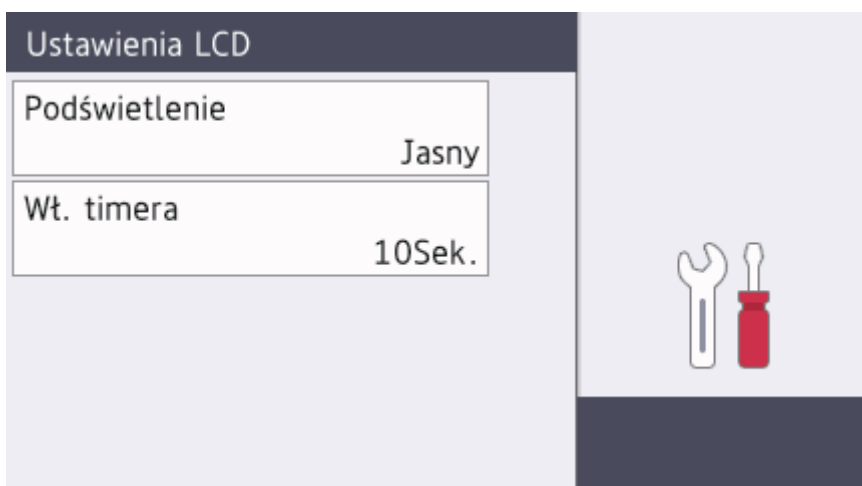 Ustawienia LCD
Podświetlenie
Jasny
Wł. timera
10Sek.